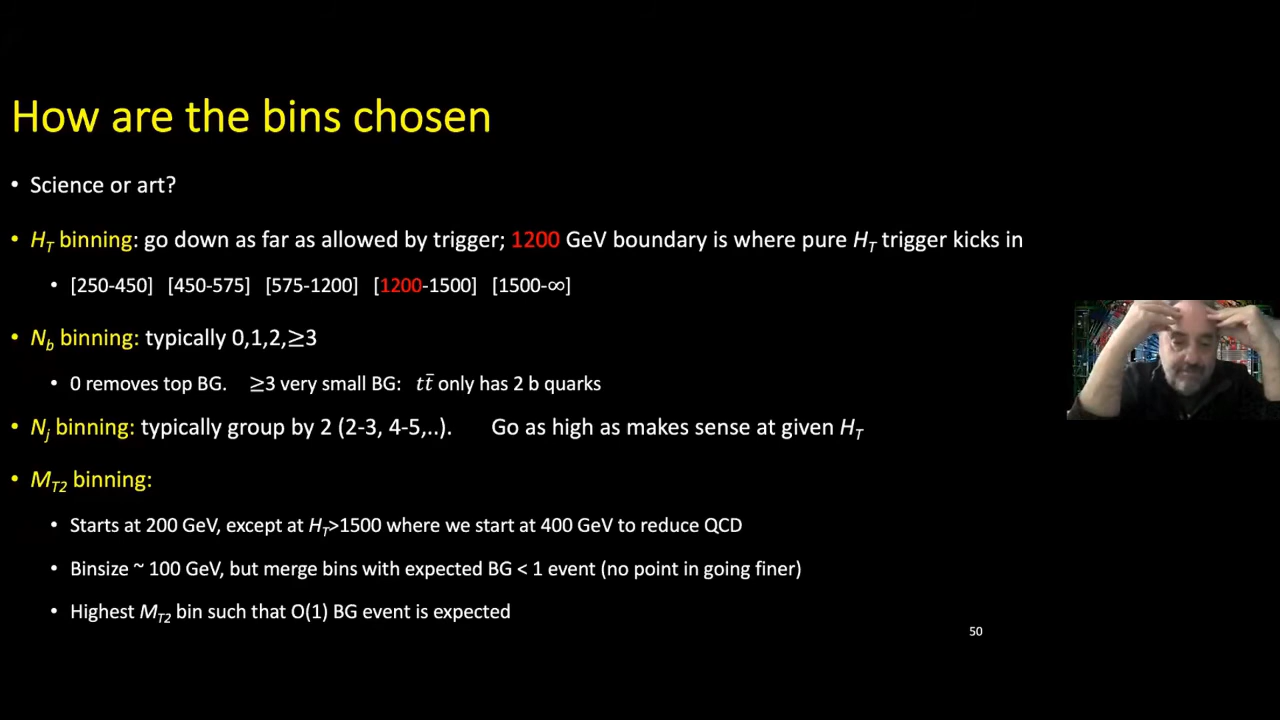 How are the bins chosen
• Science or art?
• H_T binning: go down as far as allowed by trigger; 1200 GeV boundary is where pure H_T trigger kicks in
• [250-450] [450-575] [575-1200] [1200-1500] [1500-∞]
• N_b binning: typically 0,1,2,≥3
• 0 removes top BG. ≥3 very small BG: tt̄ only has 2 b quarks
• N_j binning: typically group by 2 (2-3, 4-5,..). Go as high as makes sense at given H_T
• M_T2 binning:
• Starts at 200 GeV, except at H_T>1500 where we start at 400 GeV to reduce QCD
• Binsize ~ 100 GeV, but merge bins with expected BG < 1 event (no point in going finer)
• Highest M_T2 bin such that O(1) BG event is expected
50